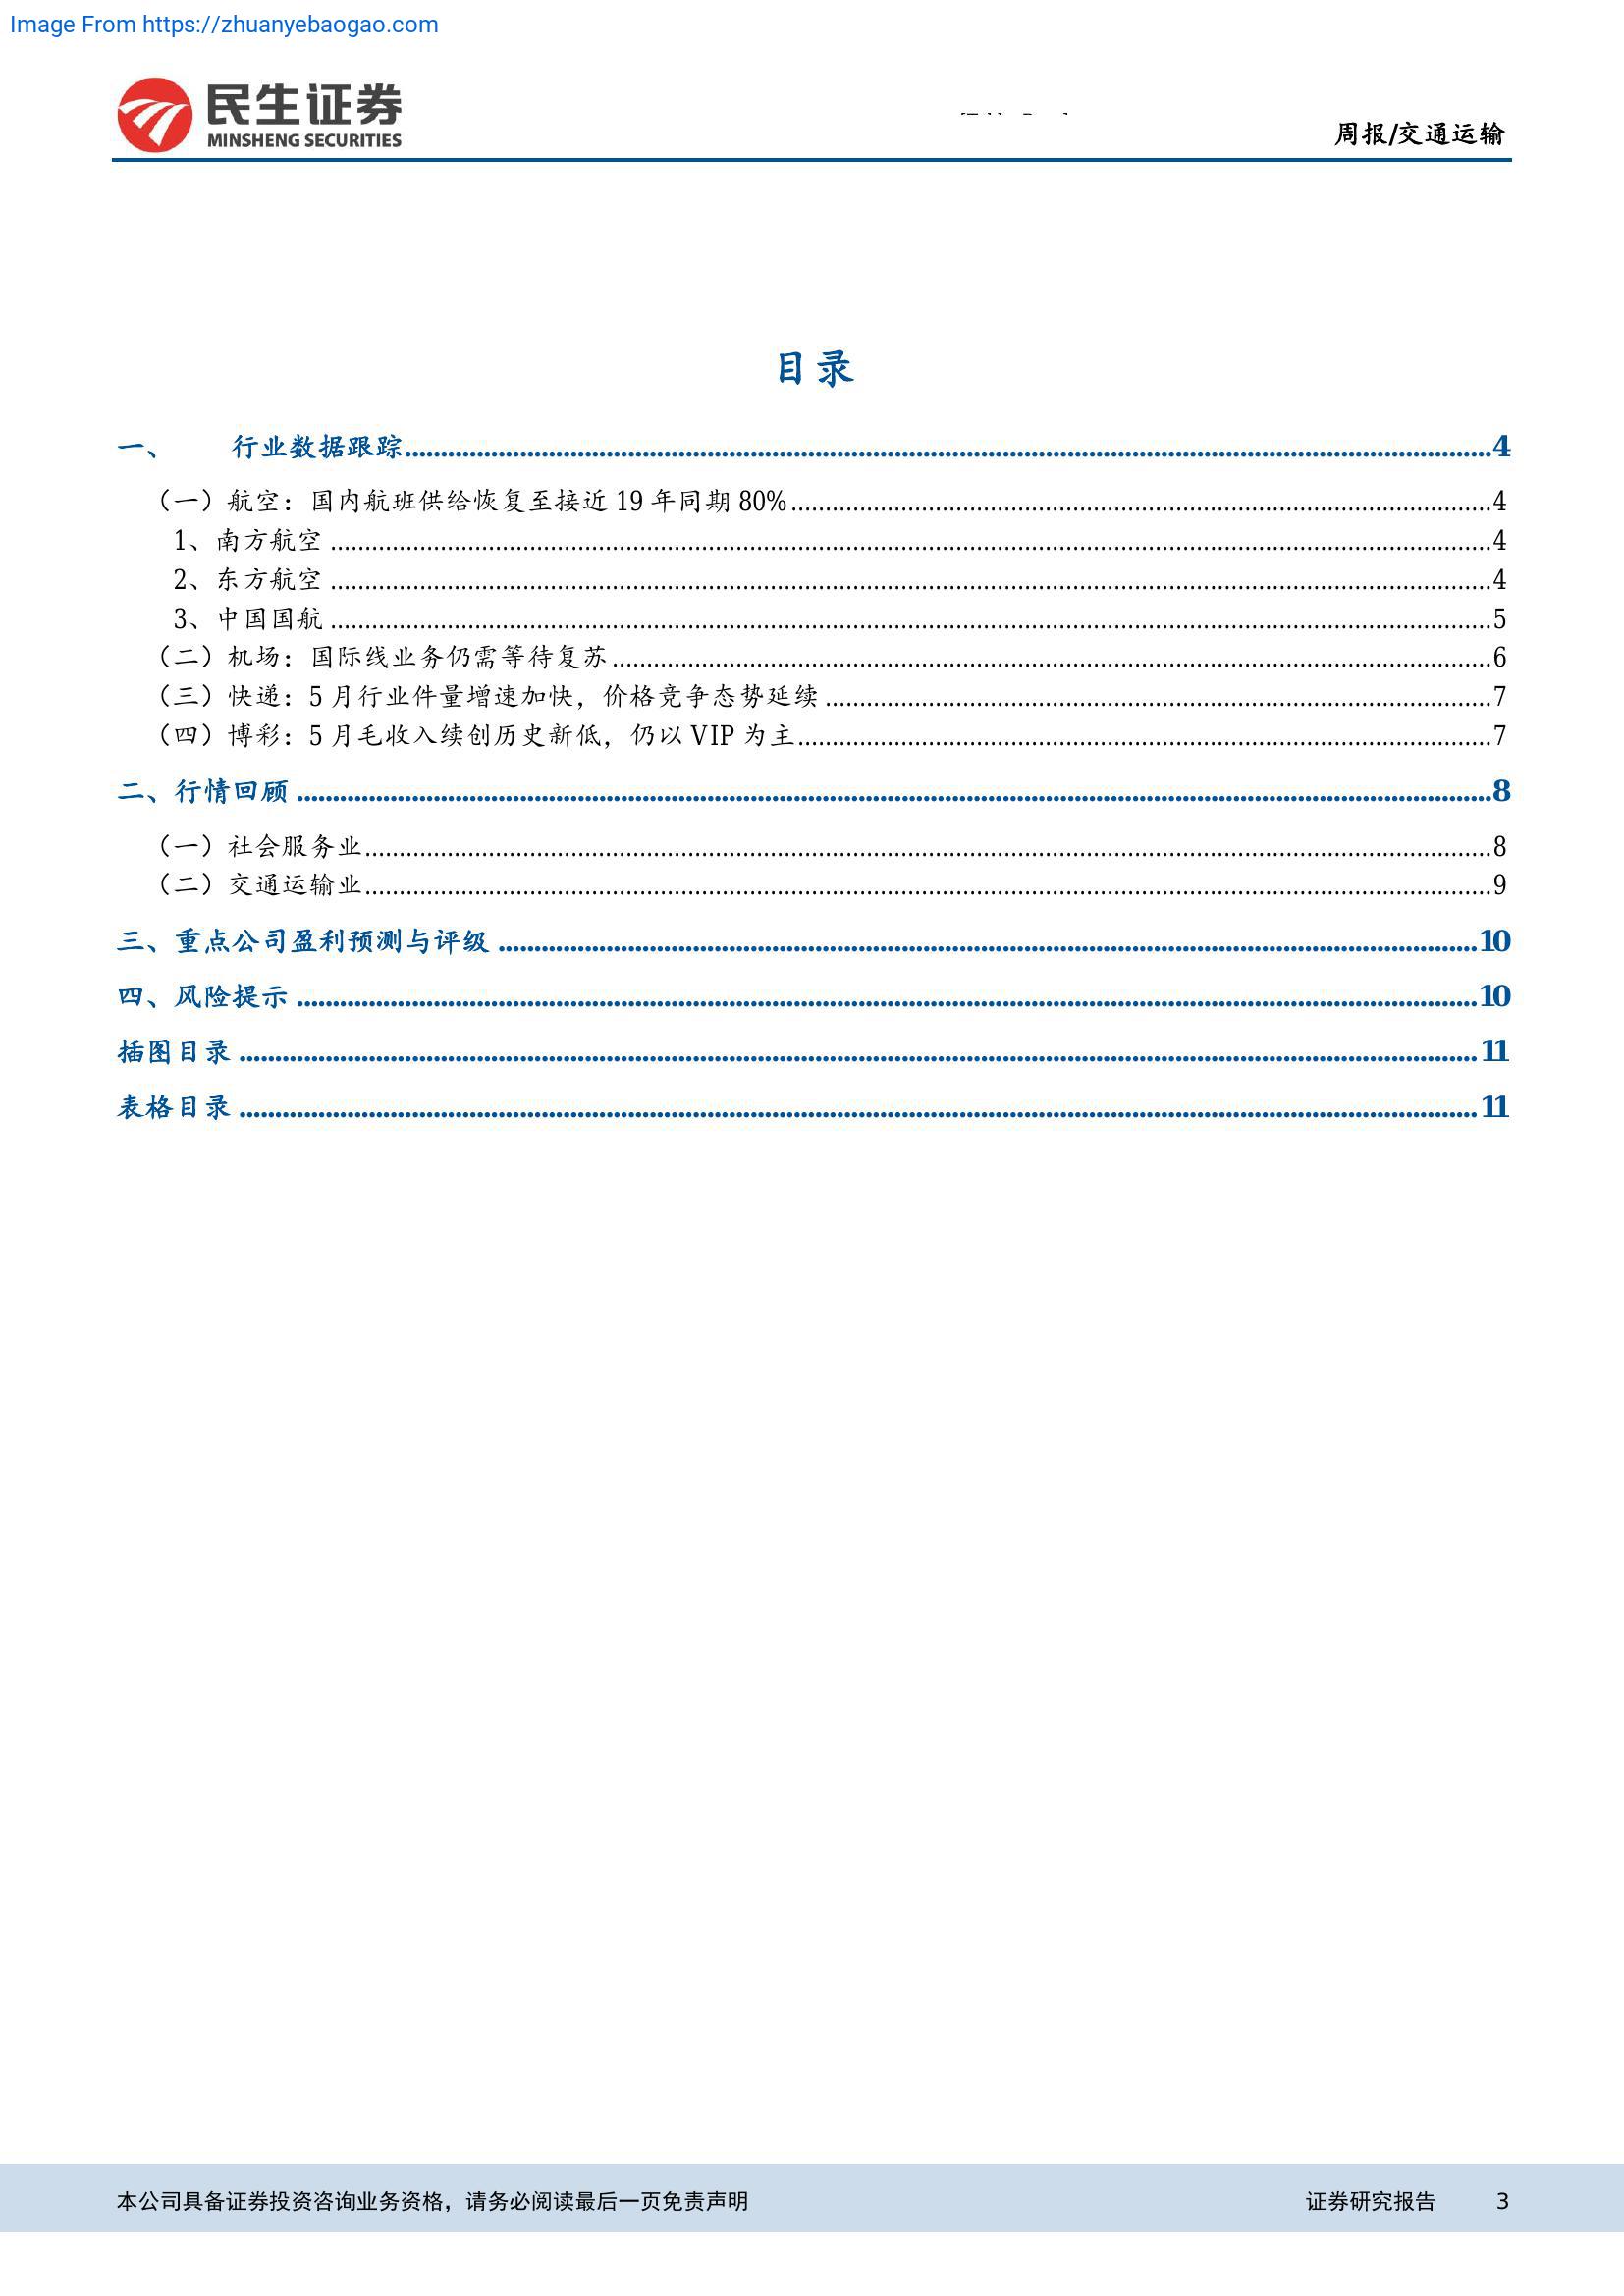 Image From https://zhuanyebaogao.com
民生证券
MINSHENG SECURITIES
周报/交通运输
目录
一、 行业数据跟踪 4
（一）航空：国内航班供给恢复至接近 19 年同期 80% 4
1、南方航空 4
2、东方航空 4
3、中国国航 5
（二）机场：国际线业务仍需等待复苏 6
（三）快递：5 月行业件量增速加快，价格竞争态势延续 7
（四）博彩：5 月毛收入续创历史新低，仍以 VIP 为主 7
二、行情回顾 8
（一）社会服务业 8
（二）交通运输业 9
三、重点公司盈利预测与评级 10
四、风险提示 10
插图目录 11
表格目录 11
本公司具备证券投资咨询业务资格，请务必阅读最后一页免责声明 证券研究报告 3